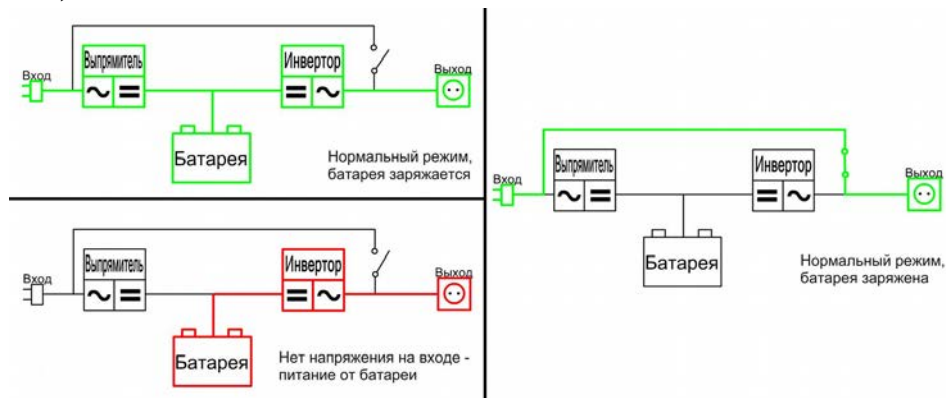 Вход
Выпрямитель
Инвертор
Выход
Батарея
Нормальный режим,
батарея заряжается
Вход
Выпрямитель
Инвертор
Выход
Батарея
Нет напряжения на входе -
питание от батареи
Вход
Выпрямитель
Инвертор
Выход
Батарея
Нормальный режим,
батарея заряжена